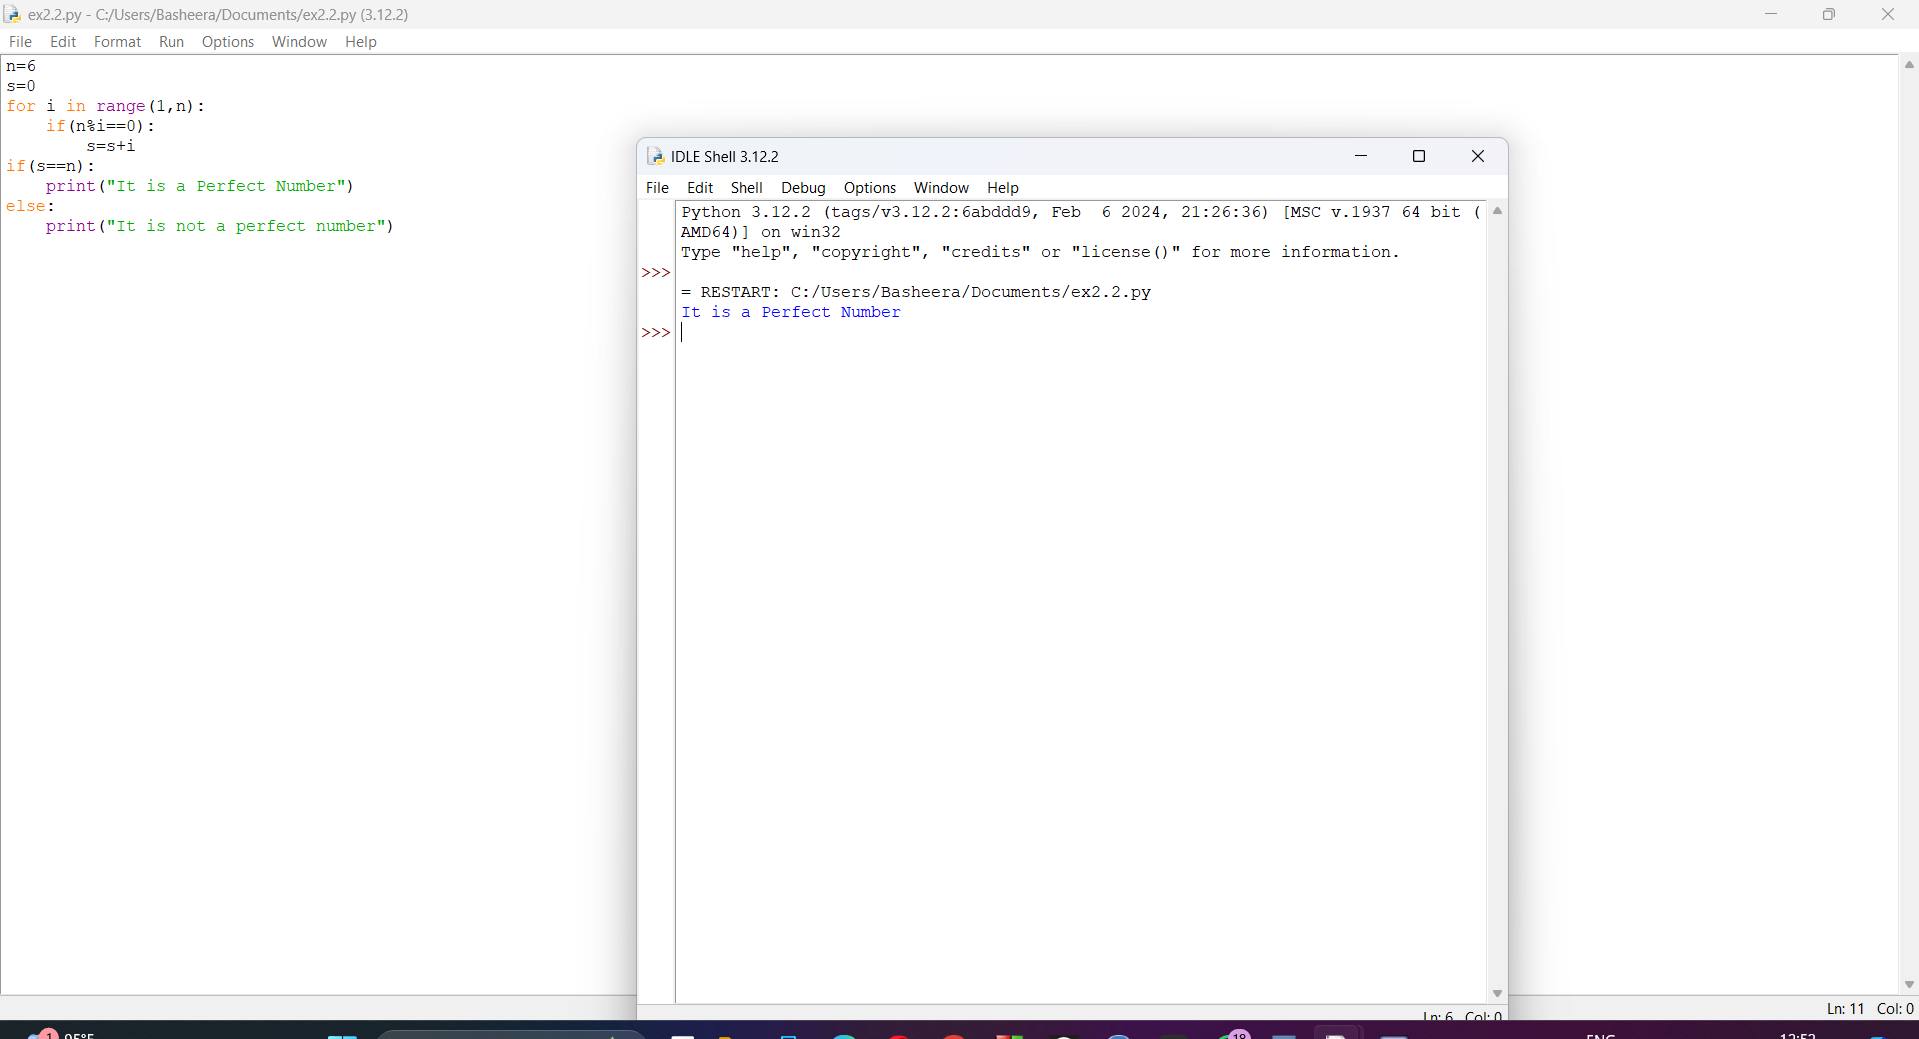 ex2.2.py - C:/Users/Basheera/Documents/ex2.2.py (3.12.2)
File Edit Format Run Options Window Help
n=6
s=0
for i in range(1,n):
    if(n%i==0):
        s=s+i
if(s==n):
    print("It is a Perfect Number")
else:
    print("It is not a perfect number")
IDLE Shell 3.12.2
File Edit Shell Debug Options Window Help
Python 3.12.2 (tags/v3.12.2:6abddd9, Feb  6 2024, 21:26:36) [MSC v.1937 64 bit (
AMD64)] on win32
Type "help", "copyright", "credits" or "license()" for more information.
>>>
= RESTART: C:/Users/Basheera/Documents/ex2.2.py
It is a Perfect Number
>>>
Ln: 11 Col: 0
Ln: 6 Col: 0
1 95°F
18
ENG